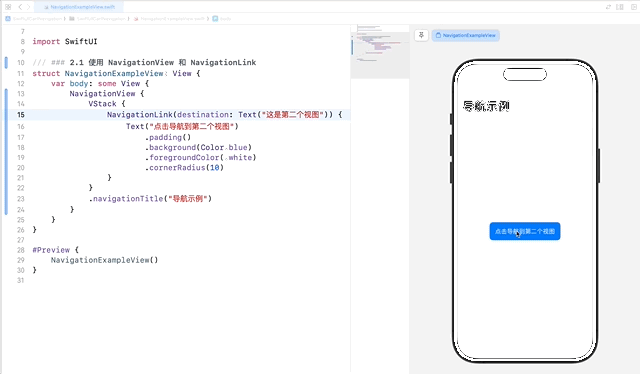 NavigationExampleView.swift
NavigationExampleView
7
8
9 import SwiftUI
10 /// ### 2.1 使用 NavigationView 和 NavigationLink
11 struct NavigationExampleView: View {
12 var body: some View {
13 NavigationView {
14 VStack {
15 NavigationLink(destination: Text("这是第二个视图")) {
16 Text("点击导航到第二个视图")
17 .padding()
18 .background(Color.blue)
19 .foregroundColor(.white)
20 .cornerRadius(10)
21 }
22 }
23 .navigationTitle("导航示例")
24 }
25 }
26 }
27
28 #Preview {
29 NavigationExampleView()
30 }
31
导航示例
点击导航到第二个视图